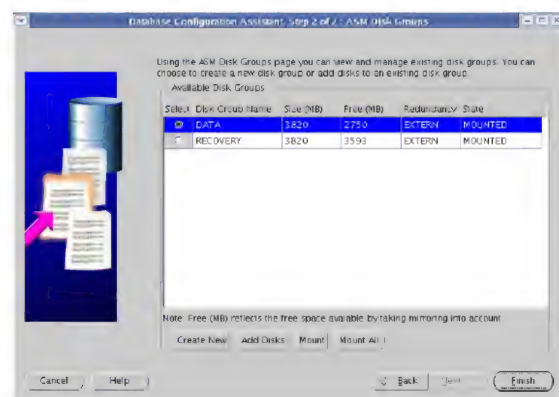 Database Configuration Assistant, Step 2 of 2 : ASM Disk Groups
Using the ASM Disk Groups page you can view and manage existing disk groups. You can
choose to create a new disk group or add disks to an existing disk group.
Available Disk Groups
Select Disk Group Name Size (MB) Free (MB) Redundancy State
DATA 3820 2750 EXTERN MOUNTED
RECOVERY 3820 3593 EXTERN MOUNTED
Note: Free (MB) reflects the free space available by taking mirroring into account
Create New Add Disks Mount Mount All
Cancel Help Back Next Finish